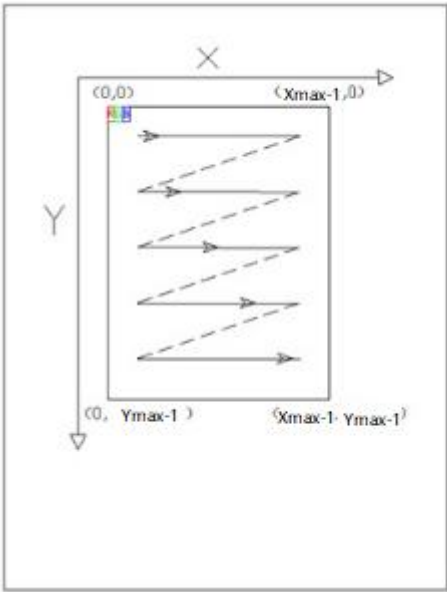 X
(0,0) (Xmax-1,0)
Y
(0, Ymax-1 ) (Xmax-1, Ymax-1)